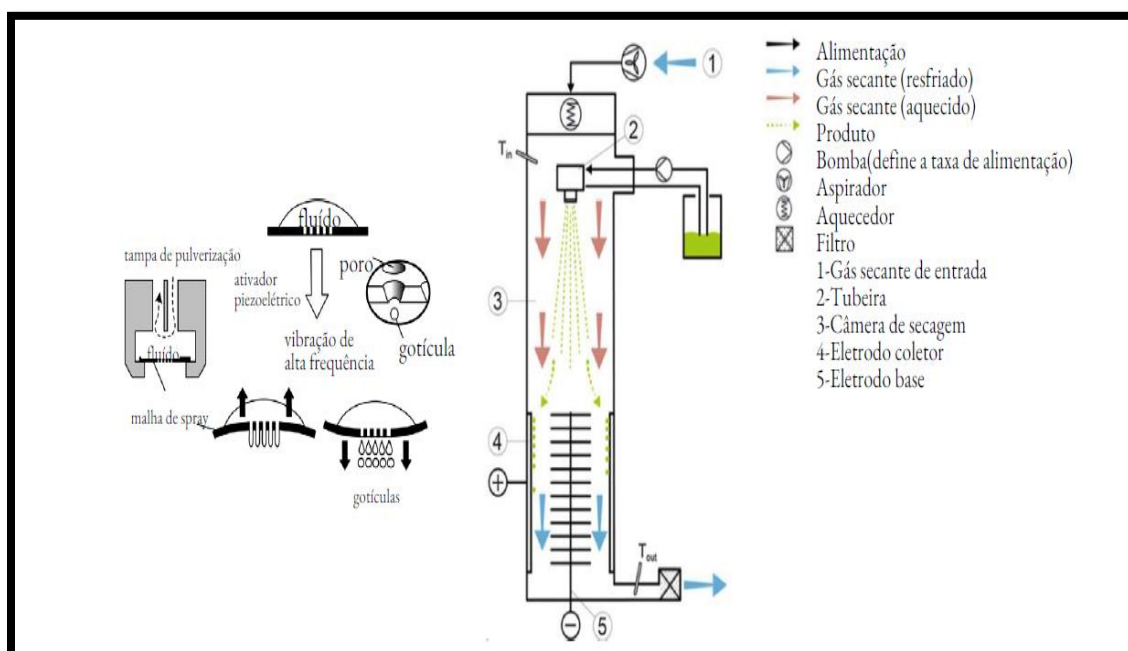 fluído
tampa de pulverização
ativador
piezoelétrico
poro
gotícula
fluído
vibração de
alta frequência
malha de spray
gotículas
1
2
T in
3
4
+
T out
5
−
Alimentação
Gás secante (resfriado)
Gás secante (aquecido)
Produto
Bomba(define a taxa de alimentação)
Aspirador
Aquecedor
Filtro
1-Gás secante de entrada
2-Tubeira
3-Câmera de secagem
4-Eletrodo coletor
5-Eletrodo base